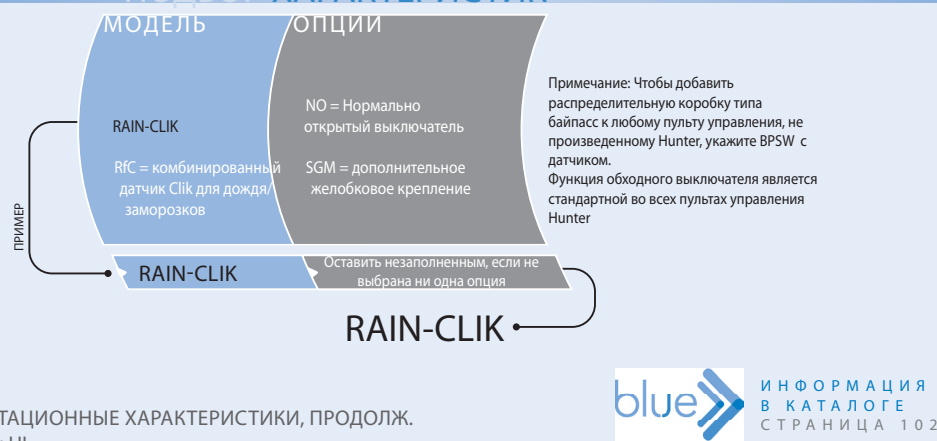 ПОДБОР ХАРАКТЕРИСТИК
МОДЕЛЬ
ОПЦИИ
RAIN-CLIK
RfC = комбинированный
датчик Clik для дождя/
заморозков
NO = Нормально
открытый выключатель
SGM = дополнительное
желобковое крепление
Примечание: Чтобы добавить
распределительную коробку типа
байпасс к любому пульту управления, не
произведенному Hunter, укажите BPSW с
датчиком.
Функция обходного выключателя является
стандартной во всех пультах управления
Hunter
ПРИМЕР
RAIN-CLIK
Оставить незаполненным, если не
выбрана ни одна опция
RAIN-CLIK
blue
ИНФОРМАЦИЯ
В КАТАЛОГЕ
СТРАНИЦА 102
ТАЦИОННЫЕ ХАРАКТЕРИСТИКИ, ПРОДОЛЖ.